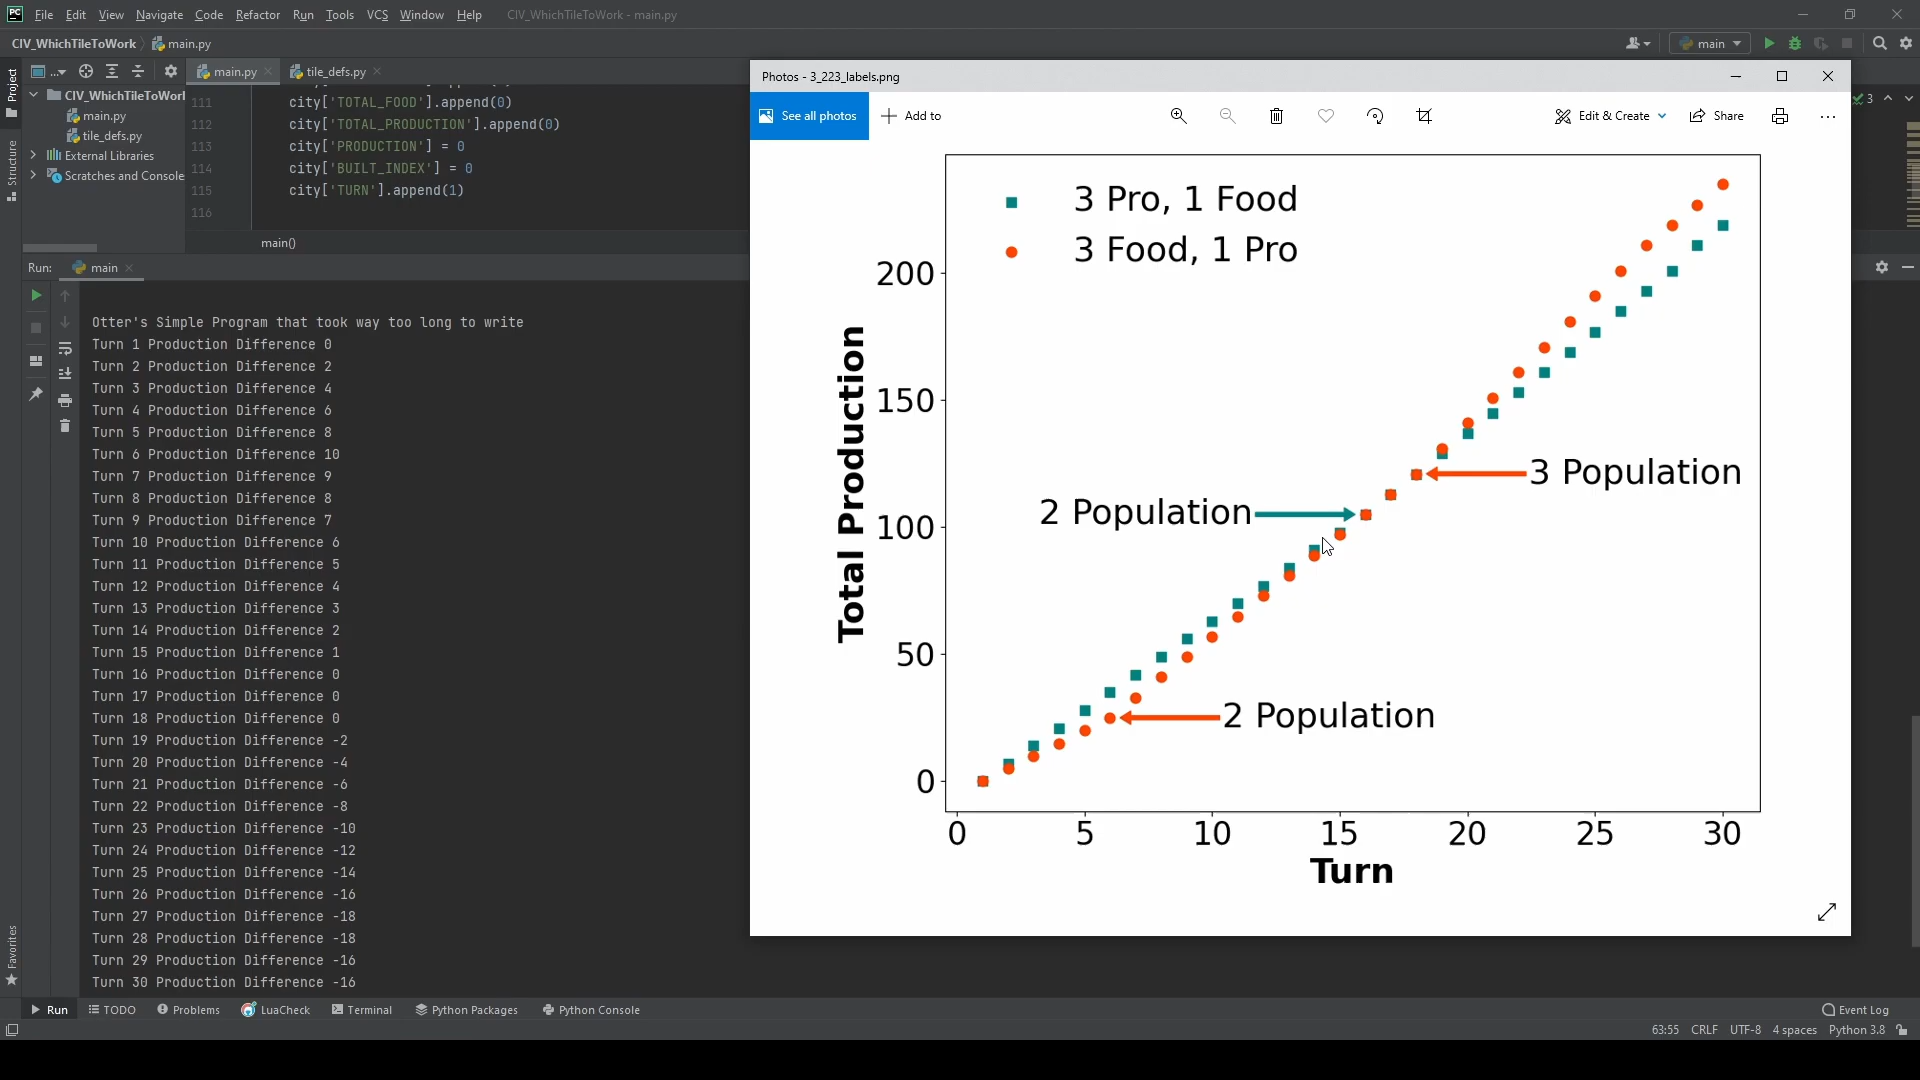 PC File Edit View Navigate Code Refactor Run Tools VCS Window Help CIV_WhichTileToWork - main.py
CIV_WhichTileToWork main.py
main
Project
main.py
tile_defs.py
CIV_WhichTileToWorl
main.py
tile_defs.py
External Libraries
Scratches and Console
Structure
111
112 city['TOTAL_FOOD'].append(0)
113 city['TOTAL_PRODUCTION'].append(0)
114 city['PRODUCTION'] = 0
115 city['BUILT_INDEX'] = 0
116 city['TURN'].append(1)
main()
3
Run: main
Otter's Simple Program that took way too long to write
Turn 1 Production Difference 0
Turn 2 Production Difference 2
Turn 3 Production Difference 4
Turn 4 Production Difference 6
Turn 5 Production Difference 8
Turn 6 Production Difference 10
Turn 7 Production Difference 9
Turn 8 Production Difference 8
Turn 9 Production Difference 7
Turn 10 Production Difference 6
Turn 11 Production Difference 5
Turn 12 Production Difference 4
Turn 13 Production Difference 3
Turn 14 Production Difference 2
Turn 15 Production Difference 1
Turn 16 Production Difference 0
Turn 17 Production Difference 0
Turn 18 Production Difference 0
Turn 19 Production Difference -2
Turn 20 Production Difference -4
Turn 21 Production Difference -6
Turn 22 Production Difference -8
Turn 23 Production Difference -10
Turn 24 Production Difference -12
Turn 25 Production Difference -14
Turn 26 Production Difference -16
Turn 27 Production Difference -18
Turn 28 Production Difference -18
Turn 29 Production Difference -16
Turn 30 Production Difference -16
Favorites
Photos - 3_223_labels.png
See all photos Add to Edit & Create Share
3 Pro, 1 Food
3 Food, 1 Pro
200
150
100
50
0
Total Production
3 Population
2 Population
2 Population
0 5 10 15 20 25 30
Turn
Run TODO Problems LuaCheck Terminal Python Packages Python Console Event Log
63:55 CRLF UTF-8 4 spaces Python 3.8